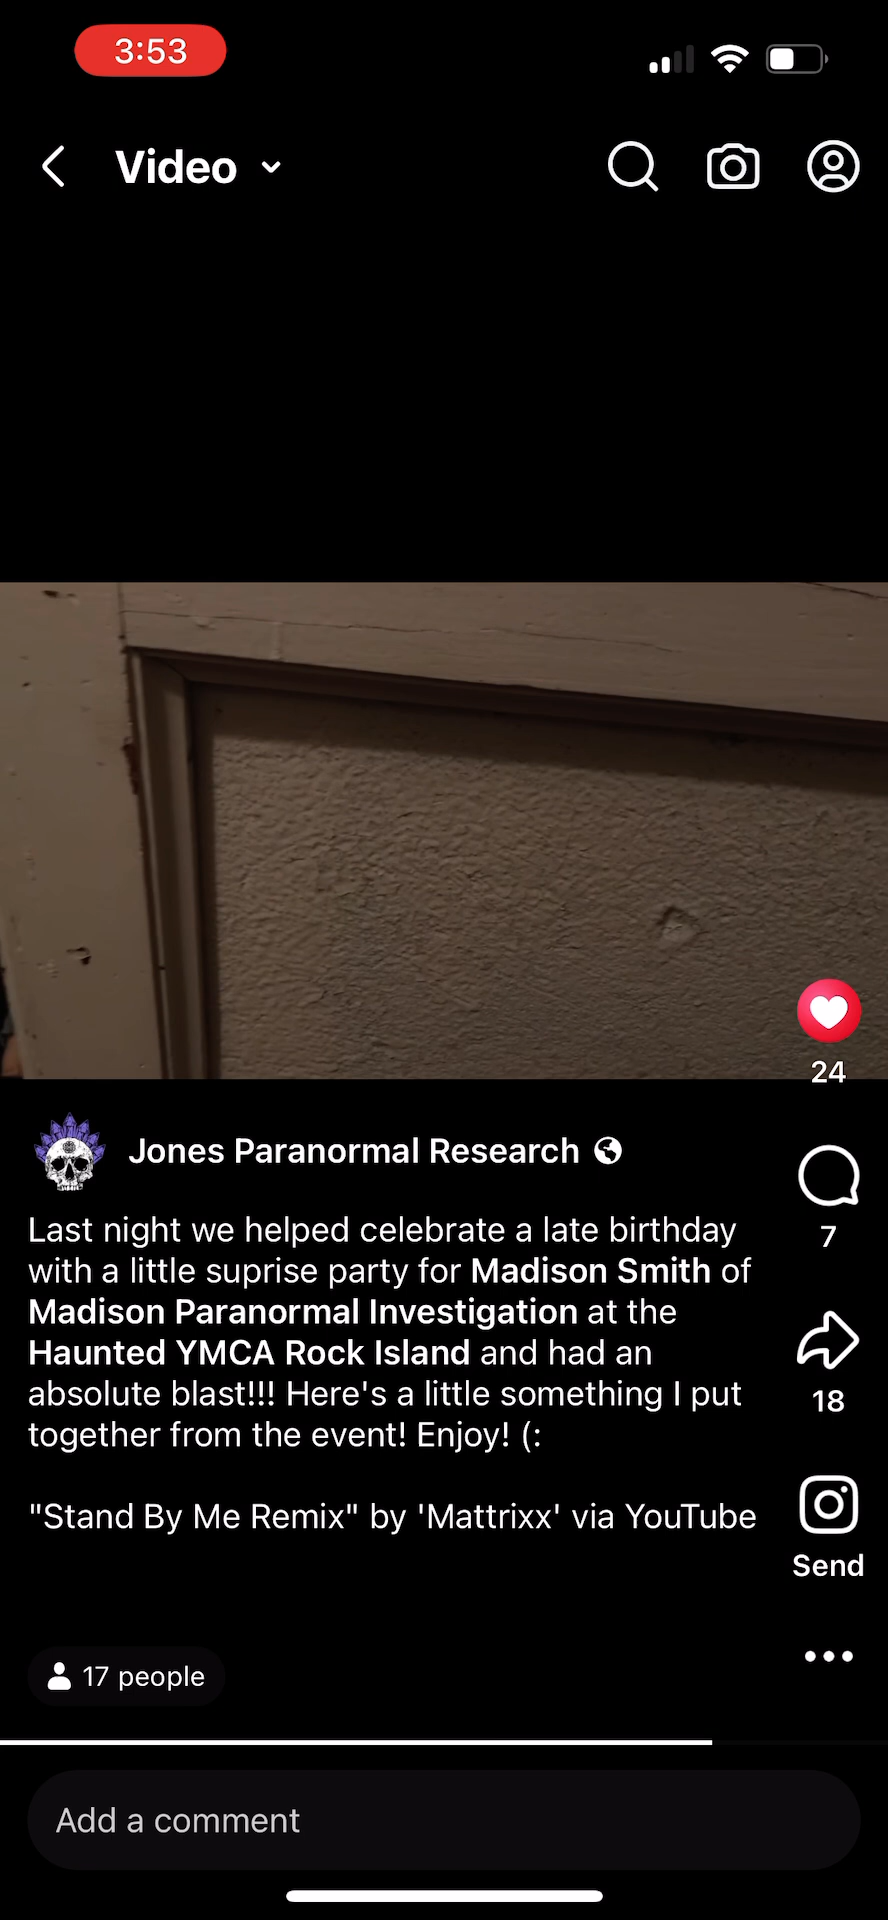 3:53
Video
24
Jones Paranormal Research
Last night we helped celebrate a late birthday
with a little suprise party for Madison Smith of
Madison Paranormal Investigation at the
Haunted YMCA Rock Island and had an
absolute blast!!! Here's a little something I put
together from the event! Enjoy! (:
"Stand By Me Remix" by 'Mattrixx' via YouTube
7
18
Send
17 people
Add a comment